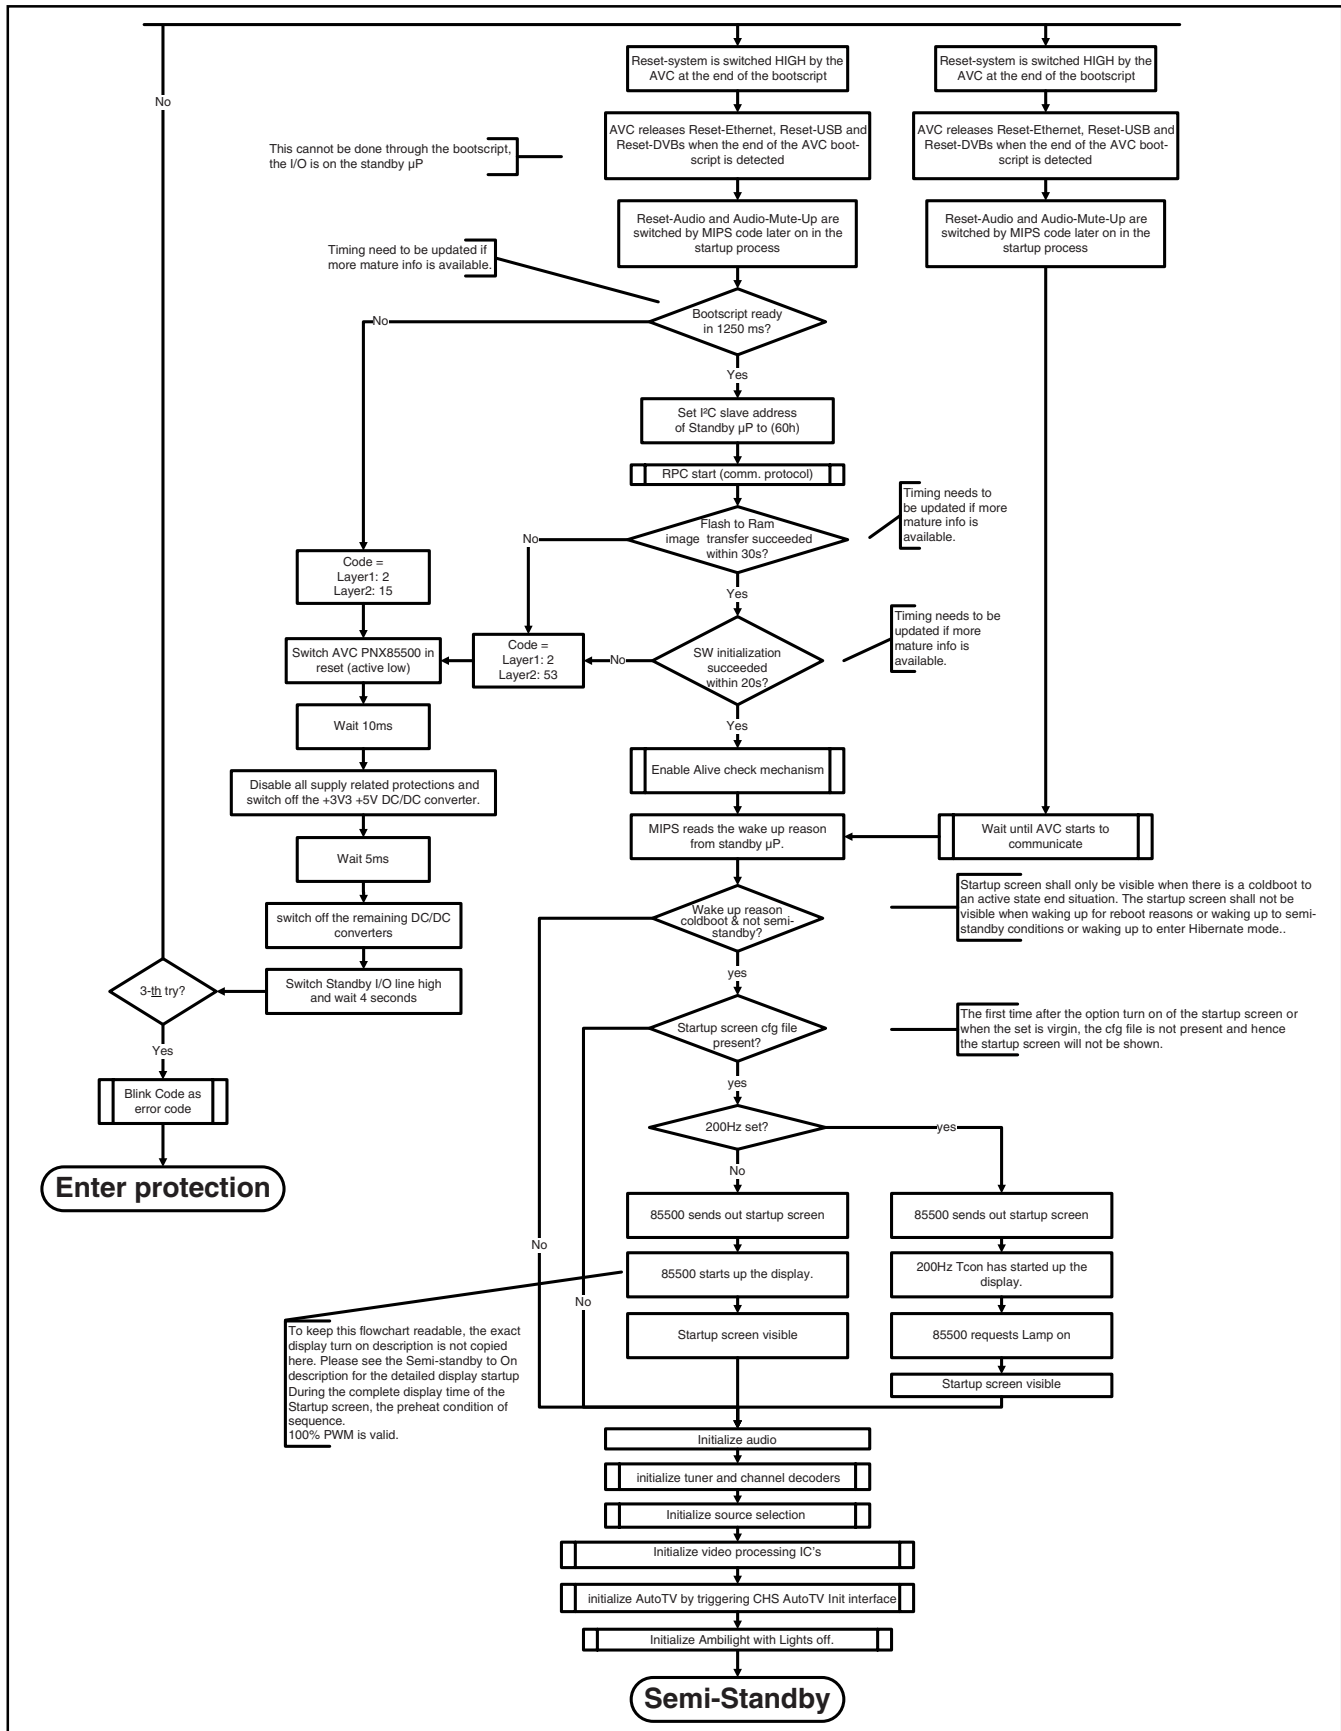 Reset-system is switched HIGH by the
AVC at the end of the bootscript
Reset-system is switched HIGH by the
AVC at the end of the bootscript
No
AVC releases Reset-Ethernet, Reset-USB and
Reset-DVBs when the end of the AVC boot-
script is detected
AVC releases Reset-Ethernet, Reset-USB and
Reset-DVBs when the end of the AVC boot-
script is detected
This cannot be done through the bootscript,
the I/O is on the standby µP
Reset-Audio and Audio-Mute-Up are
switched by MIPS code later on in the
startup process
Reset-Audio and Audio-Mute-Up are
switched by MIPS code later on in the
startup process
Timing need to be updated if
more mature info is available.
Bootscript ready
in 1250 ms?
No
Yes
Set I²C slave address
of Standby µP to (60h)
RPC start (comm. protocol)
Timing needs to
be updated if more
mature info is
available.
Flash to Ram
image transfer succeeded
within 30s?
No
Code =
Layer1: 2
Layer2: 15
Yes
Timing needs to be
updated if more
mature info is
available.
Switch AVC PNX85500 in
reset (active low)
Code =
Layer1: 2
Layer2: 53
No
SW initialization
succeeded
within 20s?
Wait 10ms
Yes
Enable Alive check mechanism
Disable all supply related protections and
switch off the +3V3 +5V DC/DC converter.
MIPS reads the wake up reason
from standby µP.
Wait until AVC starts to
communicate
Wait 5ms
Startup screen shall only be visible when there is a coldboot to
an active state end situation. The startup screen shall not be
visible when waking up for reboot reasons or waking up to semi-
standby conditions or waking up to enter Hibernate mode..
switch off the remaining DC/DC
converters
Wake up reason
coldboot & not semi-
standby?
yes
3-th try?
Switch Standby I/O line high
and wait 4 seconds
Startup screen cfg file
present?
The first time after the option turn on of the startup screen or
when the set is virgin, the cfg file is not present and hence
the startup screen will not be shown.
Yes
yes
Blink Code as
error code
200Hz set?
yes
No
Enter protection
85500 sends out startup screen
85500 sends out startup screen
No
85500 starts up the display.
200Hz Tcon has started up the
display.
No
To keep this flowchart readable, the exact
display turn on description is not copied
here. Please see the Semi-standby to On
description for the detailed display startup
During the complete display time of the
Startup screen, the preheat condition of
sequence.
100% PWM is valid.
Startup screen visible
85500 requests Lamp on
Startup screen visible
Initialize audio
initialize tuner and channel decoders
Initialize source selection
Initialize video processing IC's
initialize AutoTV by triggering CHS AutoTV Init interface
Initialize Ambilight with Lights off.
Semi-Standby